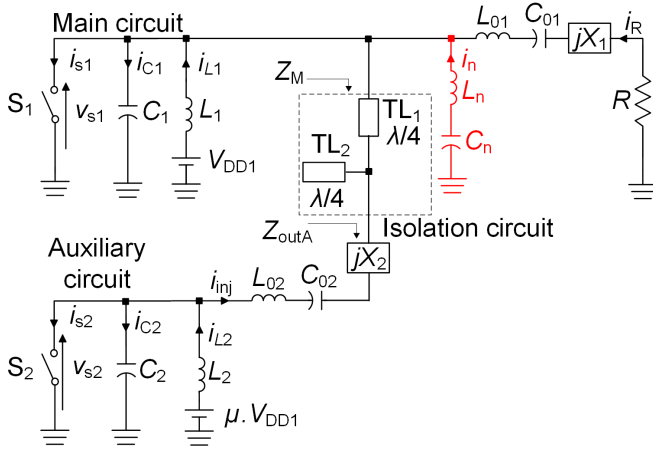 Main circuit
L01 C01 jX1 iR
is1 iC1 iL1 ZM in
S1 vs1 C1 L1 TL1 Ln R
VDD1 TL2 λ/4 Cn
λ/4
ZoutA Isolation circuit
Auxiliary
circuit
iinj L02 C02 jX2
is2 iC2 iL2
S2 vs2 C2 L2
μ.VDD1